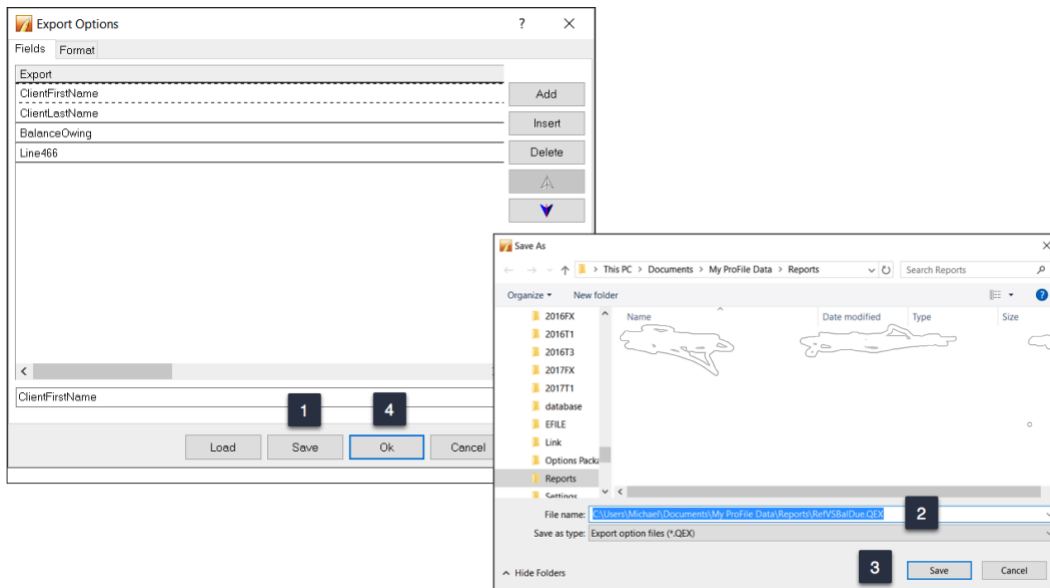 Export Options
?
Fields Format
Export
ClientFirstName
ClientLastName
BalanceOwing
Line466
Add
Insert
Delete
ClientFirstName
1
4
Load Save Ok Cancel
Save As
This PC > Documents > My ProFile Data > Reports
Search Reports
Organize New folder
2016FX
2016T1
2016T3
2017FX
2017T1
database
EFILE
Link
Options Packa
Reports
Settings
Name Date modified Type Size
File name: C:\Users\Michael\Documents\My ProFile Data\Reports\RefVSBalDue.QEX
2
Save as type: Export option files (*.QEX)
Hide Folders
3
Save Cancel